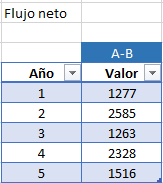 Flujo neto
A-B
Año Valor
1 1277
2 2585
3 1263
4 2328
5 1516